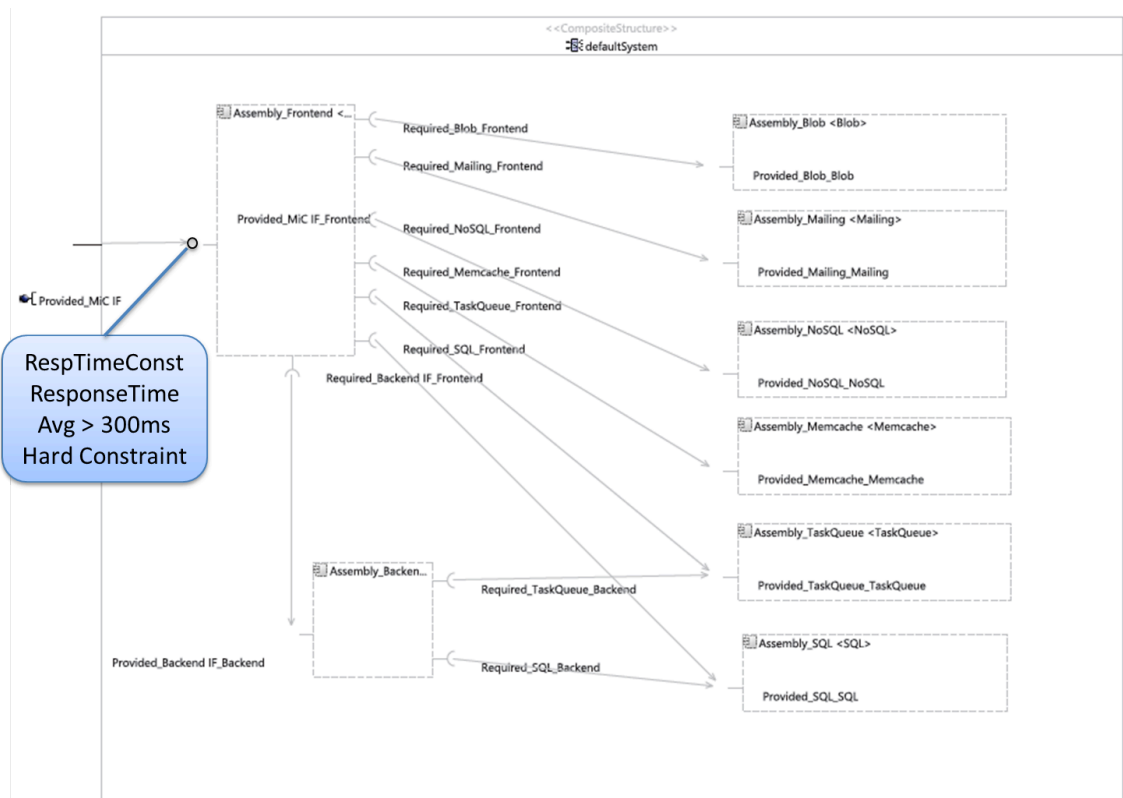 <<CompositeStructure>>
defaultSystem
Assembly_Frontend <...
Required_Blob_Frontend
Assembly_Blob <Blob>
Required_Mailing_Frontend
Provided_Blob_Blob
Provided_MiC IF_Frontend
Required_NoSQL_Frontend
Assembly_Mailing <Mailing>
Required_Memcache_Frontend
Provided_Mailing_Mailing
Provided_MiC IF
Required_TaskQueue_Frontend
Assembly_NoSQL <NoSQL>
Required_SQL_Frontend
Required_Backend IF_Frontend
Provided_NoSQL_NoSQL
RespTimeConst
ResponseTime
Avg > 300ms
Hard Constraint
Assembly_Memcache <Memcache>
Provided_Memcache_Memcache
Assembly_TaskQueue <TaskQueue>
Assembly_Backen...
Required_TaskQueue_Backend
Provided_TaskQueue_TaskQueue
Provided_Backend IF_Backend
Required_SQL_Backend
Assembly_SQL <SQL>
Provided_SQL_SQL